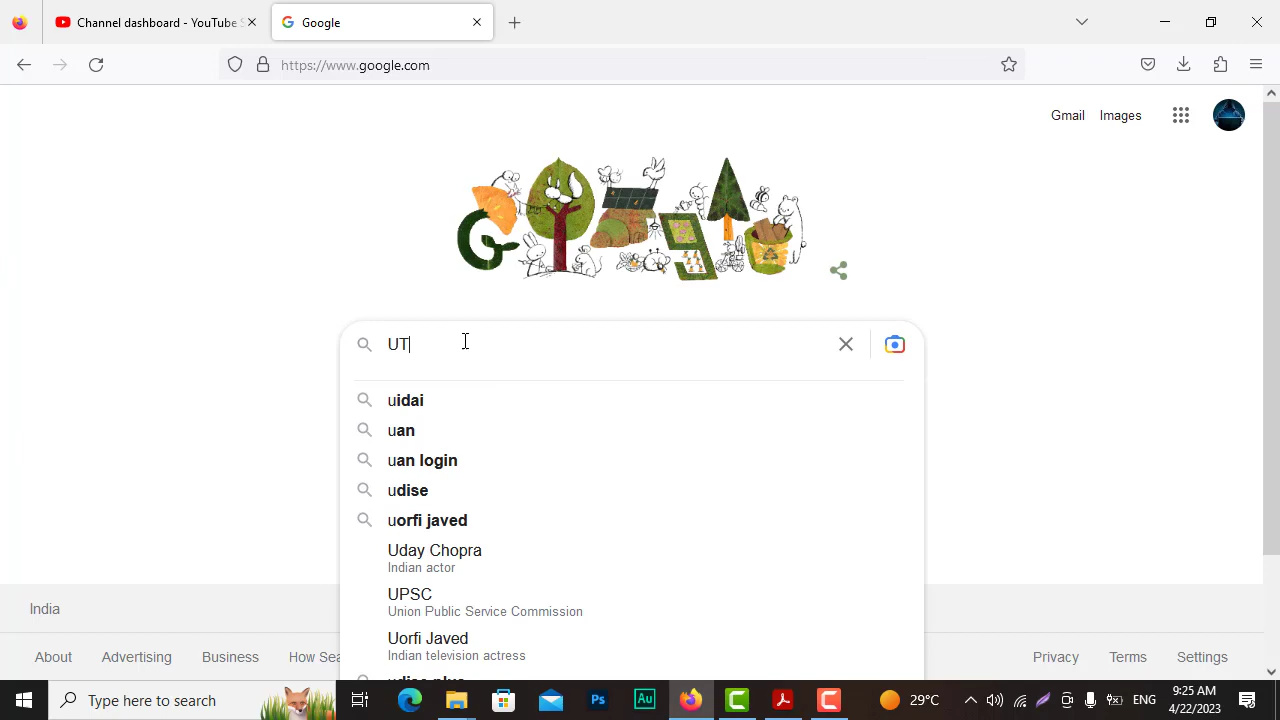 Channel dashboard - YouTube
Google
https://www.google.com
Gmail Images
UT
uidai
uan
uan login
udise
uorfi javed
Uday Chopra
Indian actor
UPSC
Union Public Service Commission
Uorfi Javed
Indian television actress
India
About Advertising Business How Sea
Privacy Terms Settings
Type here to search
Ps
Au
29°C
ENG
9:25 AM
4/22/2023